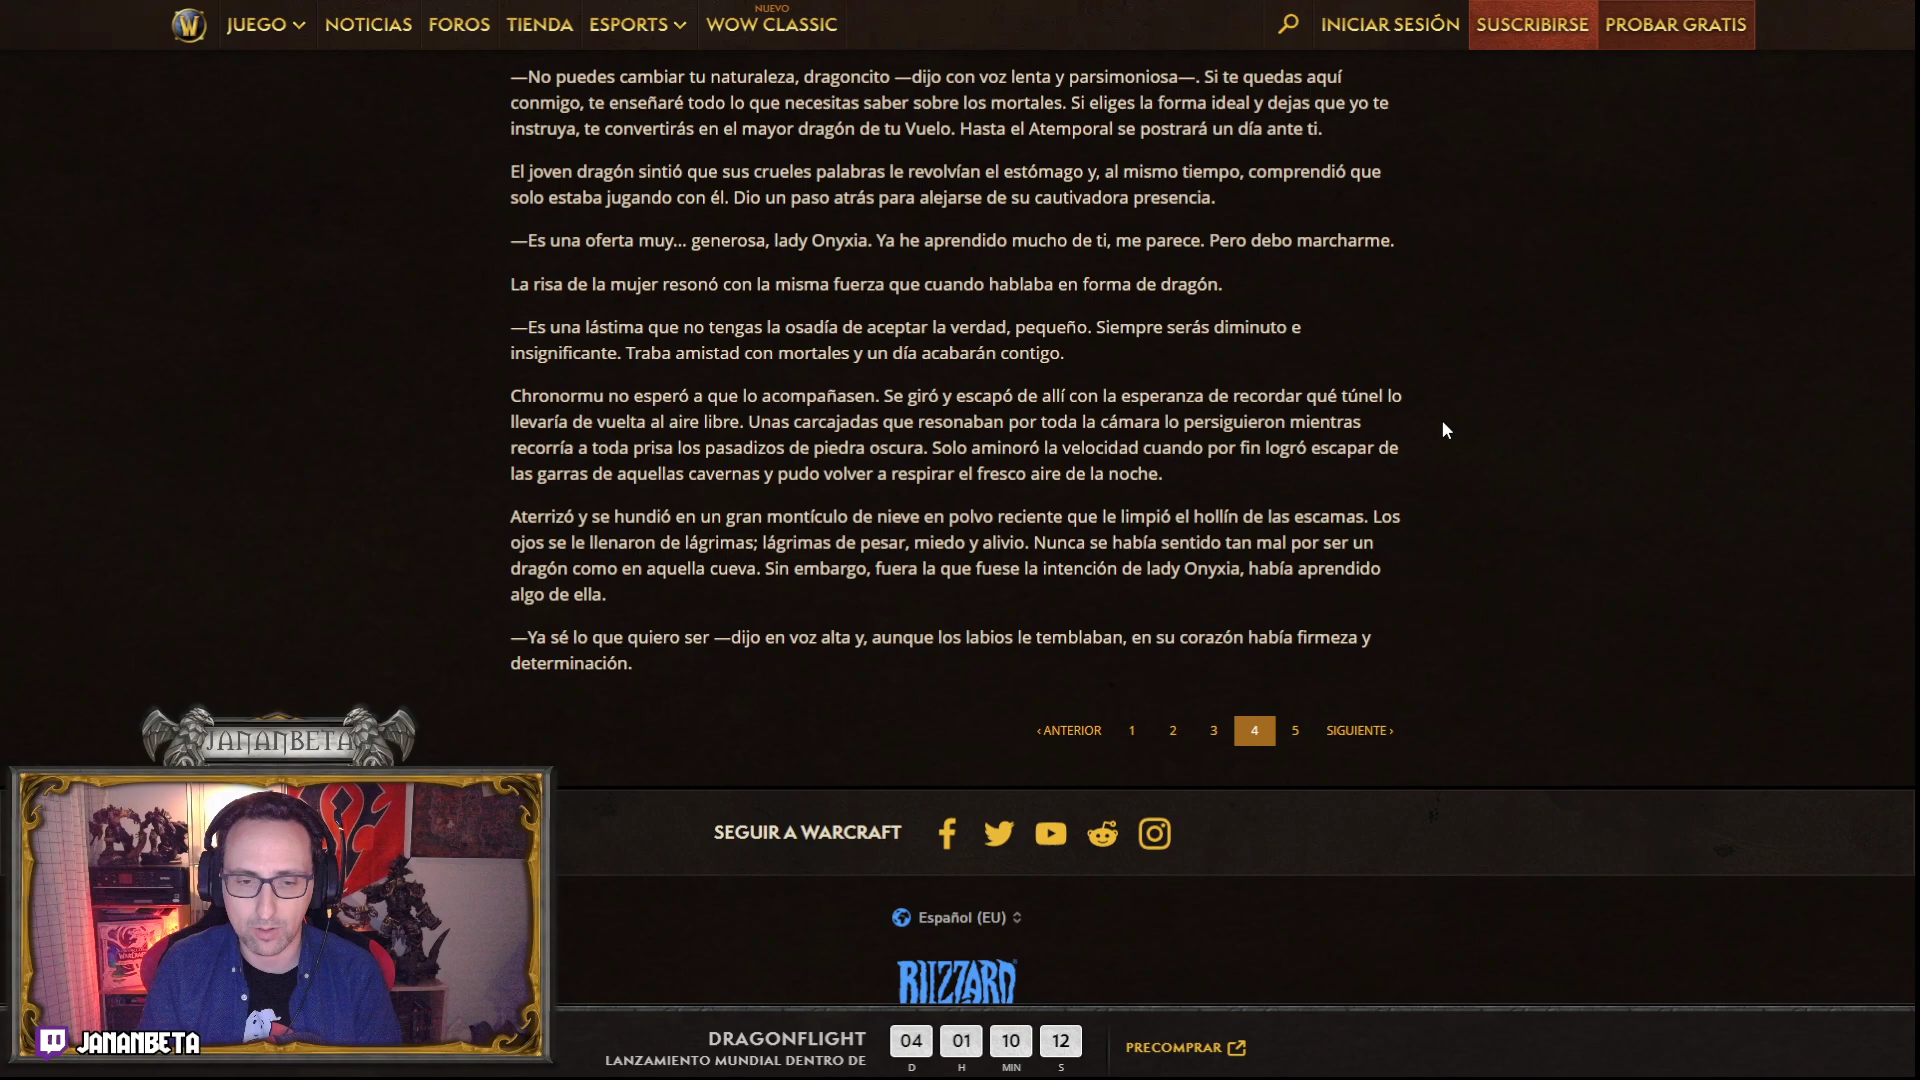 JUEGO
NOTICIAS
FOROS
TIENDA
ESPORTS
NUEVO
WOW CLASSIC
INICIAR SESIÓN
SUSCRIBIRSE
PROBAR GRATIS
—No puedes cambiar tu naturaleza, dragoncito —dijo con voz lenta y parsimoniosa—. Si te quedas aquí
conmigo, te enseñaré todo lo que necesitas saber sobre los mortales. Si eliges la forma ideal y dejas que yo te
instruya, te convertirás en el mayor dragón de tu Vuelo. Hasta el Atemporal se postrará un día ante ti.
El joven dragón sintió que sus crueles palabras le revolvían el estómago y, al mismo tiempo, comprendió que
solo estaba jugando con él. Dio un paso atrás para alejarse de su cautivadora presencia.
—Es una oferta muy... generosa, lady Onyxia. Ya he aprendido mucho de ti, me parece. Pero debo marcharme.
La risa de la mujer resonó con la misma fuerza que cuando hablaba en forma de dragón.
—Es una lástima que no tengas la osadía de aceptar la verdad, pequeño. Siempre serás diminuto e
insignificante. Traba amistad con mortales y un día acabarán contigo.
Chronormu no esperó a que lo acompañasen. Se giró y escapó de allí con la esperanza de recordar qué túnel lo
llevaría de vuelta al aire libre. Unas carcajadas que resonaban por toda la cámara lo persiguieron mientras
recorría a toda prisa los pasadizos de piedra oscura. Solo aminoró la velocidad cuando por fin logró escapar de
las garras de aquellas cavernas y pudo volver a respirar el fresco aire de la noche.
Aterrizó y se hundió en un gran montículo de nieve en polvo reciente que le limpió el hollín de las escamas. Los
ojos se le llenaron de lágrimas; lágrimas de pesar, miedo y alivio. Nunca se había sentido tan mal por ser un
dragón como en aquella cueva. Sin embargo, fuera la que fuese la intención de lady Onyxia, había aprendido
algo de ella.
—Ya sé lo que quiero ser —dijo en voz alta y, aunque los labios le temblaban, en su corazón había firmeza y
determinación.
‹ ANTERIOR 1 2 3 4 5 SIGUIENTE ›
JANANBETA
SEGUIR A WARCRAFT
Español (EU)
BLIZZARD
JANANBETA
DRAGONFLIGHT
LANZAMIENTO MUNDIAL DENTRO DE
04 01 10 12
D H MIN S
PRECOMPRAR